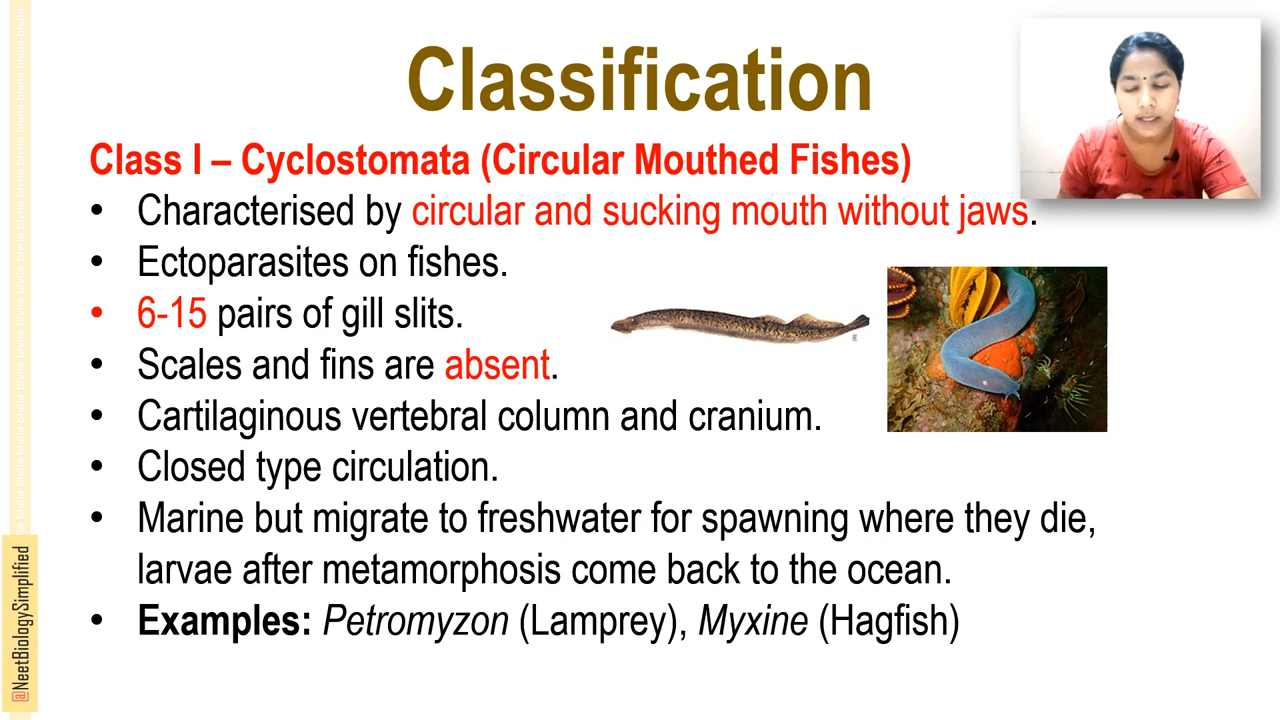 Classification
Class I – Cyclostomata (Circular Mouthed Fishes)
• Characterised by circular and sucking mouth without jaws.
• Ectoparasites on fishes.
• 6-15 pairs of gill slits.
• Scales and fins are absent.
• Cartilaginous vertebral column and cranium.
• Closed type circulation.
• Marine but migrate to freshwater for spawning where they die,
larvae after metamorphosis come back to the ocean.
• Examples: Petromyzon (Lamprey), Myxine (Hagfish)
@NeetBiologySimplified